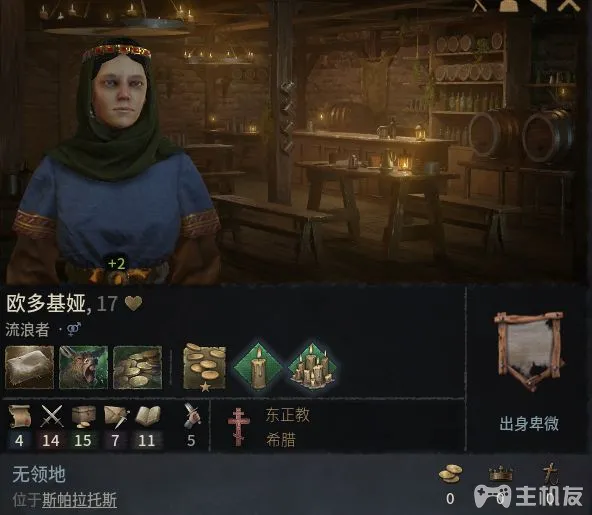 +2
欧多基娅, 17
流浪者 ·
4 14 15 7 11 5
东正教
希腊
出身卑微
无领地
位于斯帕拉托斯
0 0 0
主机友